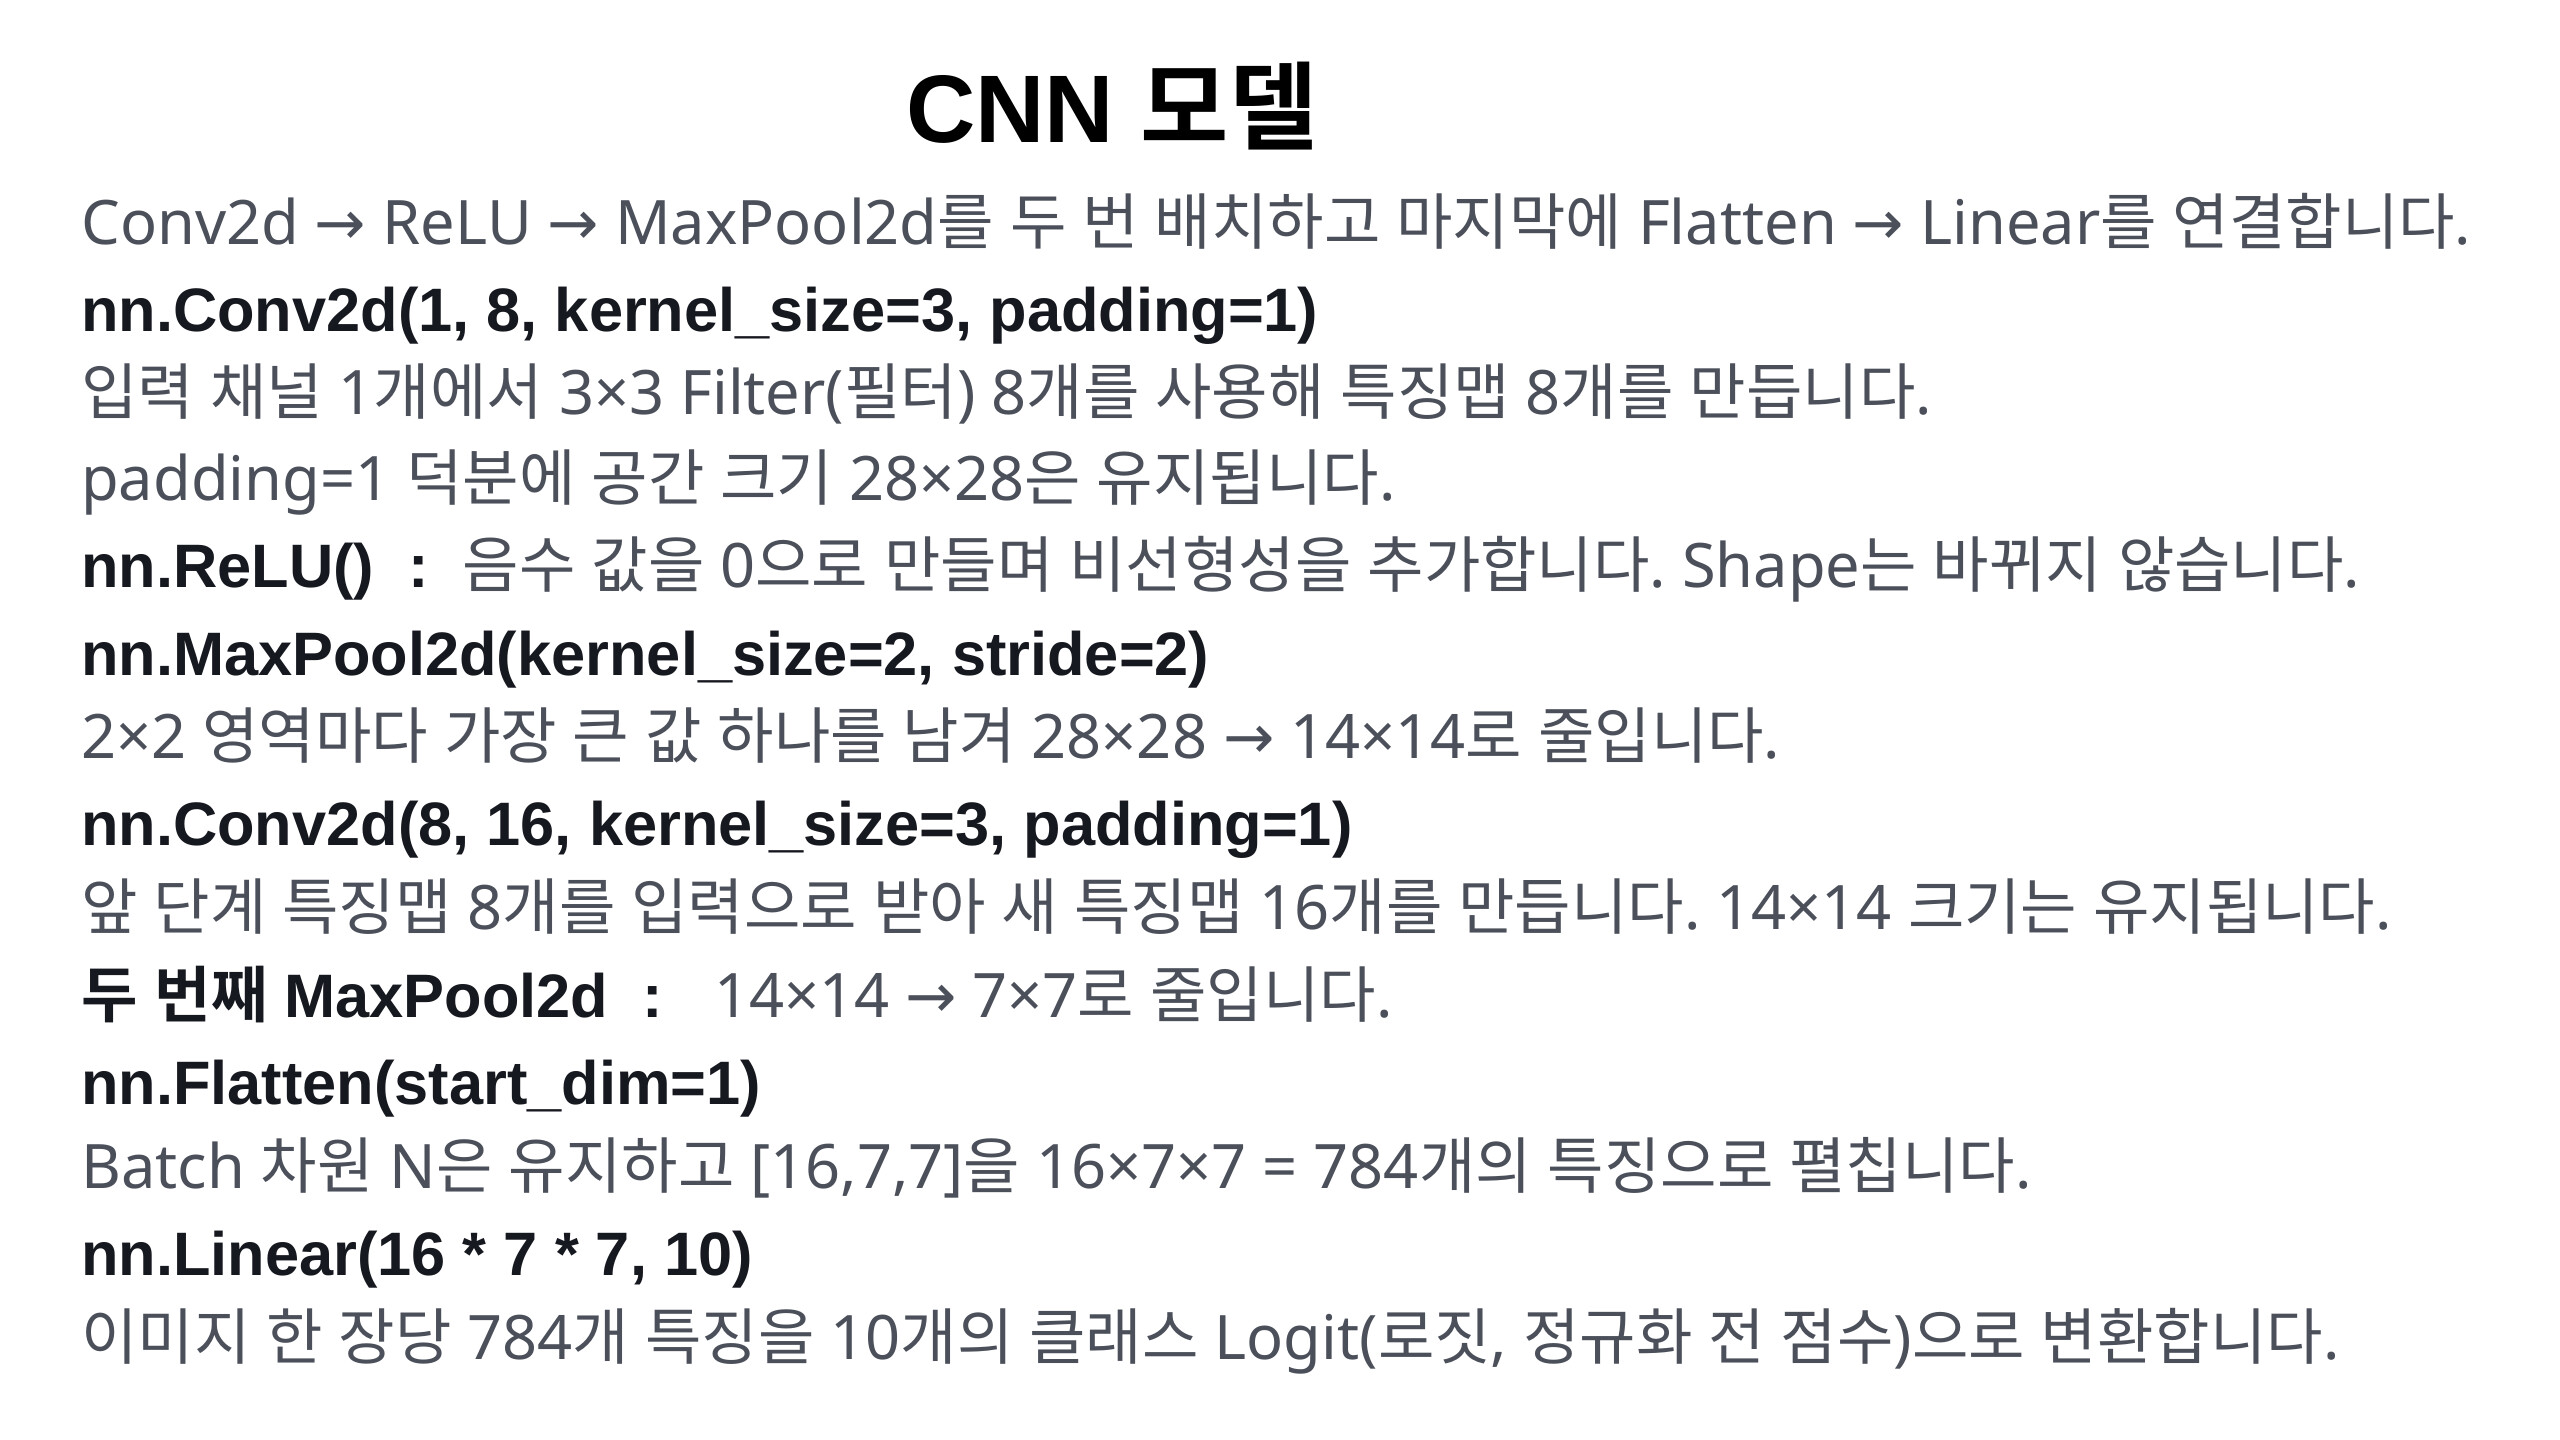 CNN 모델
Conv2d → ReLU → MaxPool2d를 두 번 배치하고 마지막에 Flatten → Linear를 연결합니다.
nn.Conv2d(1, 8, kernel_size=3, padding=1)
입력 채널 1개에서 3×3 Filter(필터) 8개를 사용해 특징맵 8개를 만듭니다.
padding=1 덕분에 공간 크기 28×28은 유지됩니다.
nn.ReLU() : 음수 값을 0으로 만들며 비선형성을 추가합니다. Shape는 바뀌지 않습니다.
nn.MaxPool2d(kernel_size=2, stride=2)
2×2 영역마다 가장 큰 값 하나를 남겨 28×28 → 14×14로 줄입니다.
nn.Conv2d(8, 16, kernel_size=3, padding=1)
앞 단계 특징맵 8개를 입력으로 받아 새 특징맵 16개를 만듭니다. 14×14 크기는 유지됩니다.
두 번째 MaxPool2d : 14×14 → 7×7로 줄입니다.
nn.Flatten(start_dim=1)
Batch 차원 N은 유지하고 [16,7,7]을 16×7×7 = 784개의 특징으로 펼칩니다.
nn.Linear(16 * 7 * 7, 10)
이미지 한 장당 784개 특징을 10개의 클래스 Logit(로짓, 정규화 전 점수)으로 변환합니다.